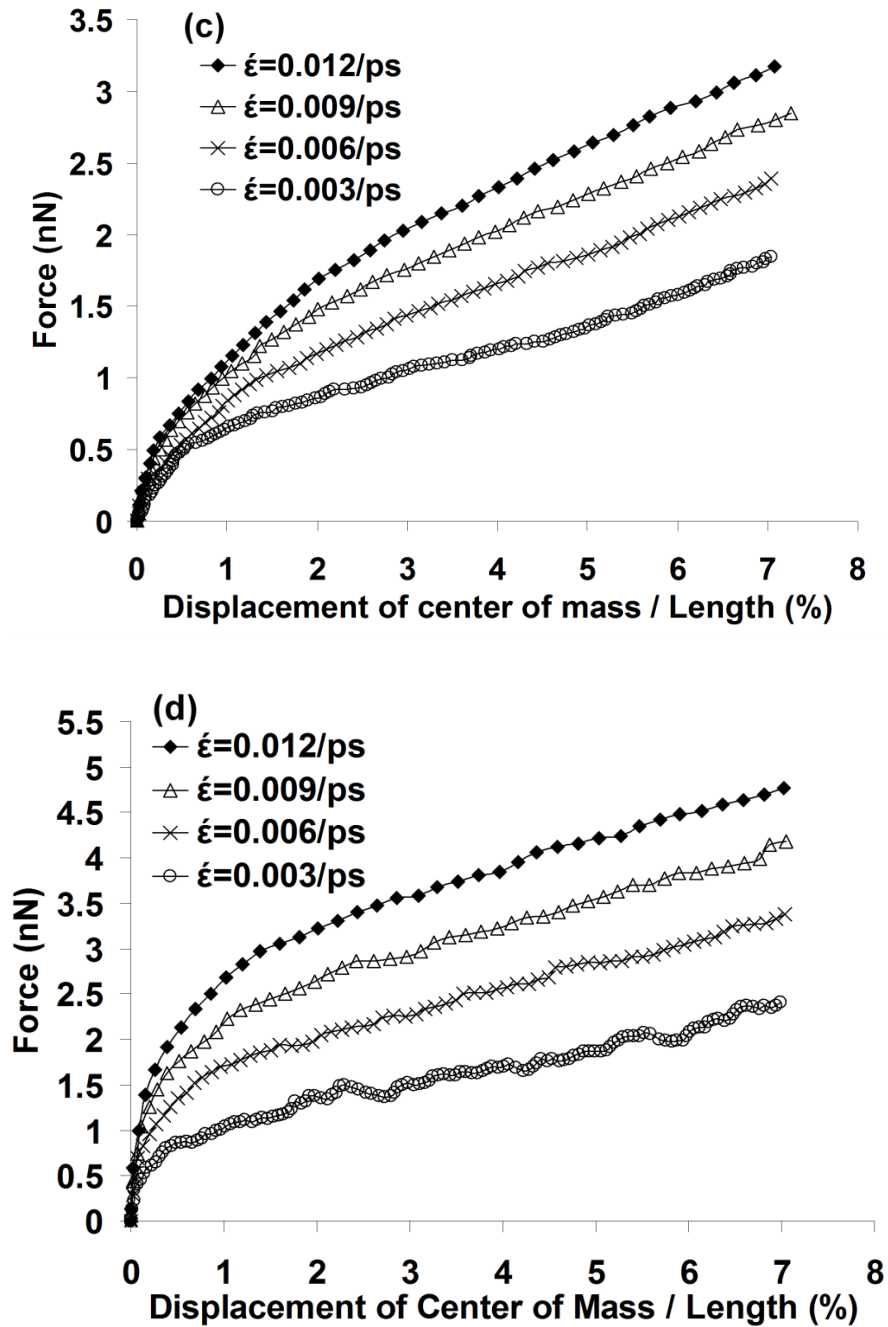 (c)
έ=0.012/ps
έ=0.009/ps
έ=0.006/ps
έ=0.003/ps
3.5
3
2.5
2
1.5
1
0.5
0
Force (nN)
0 1 2 3 4 5 6 7 8
Displacement of center of mass / Length (%)
(d)
έ=0.012/ps
έ=0.009/ps
έ=0.006/ps
έ=0.003/ps
5.5
5
4.5
4
3.5
3
2.5
2
1.5
1
0.5
0
Force (nN)
0 1 2 3 4 5 6 7 8
Displacement of Center of Mass / Length (%)